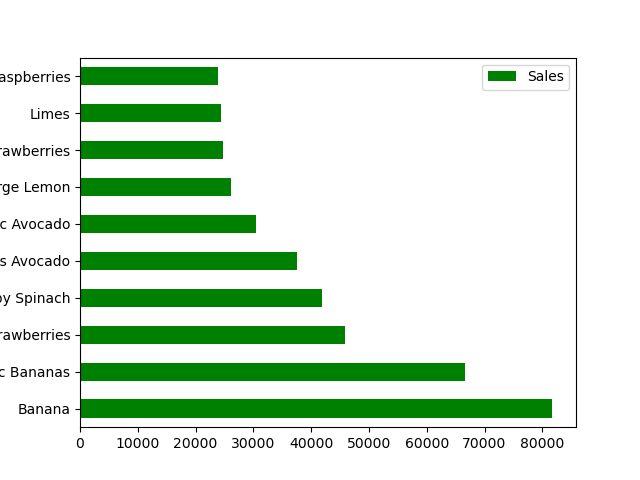 aspberries
Sales
Limes
rawberries
rge Lemon
c Avocado
s Avocado
by Spinach
rawberries
c Bananas
Banana
0 10000 20000 30000 40000 50000 60000 70000 80000